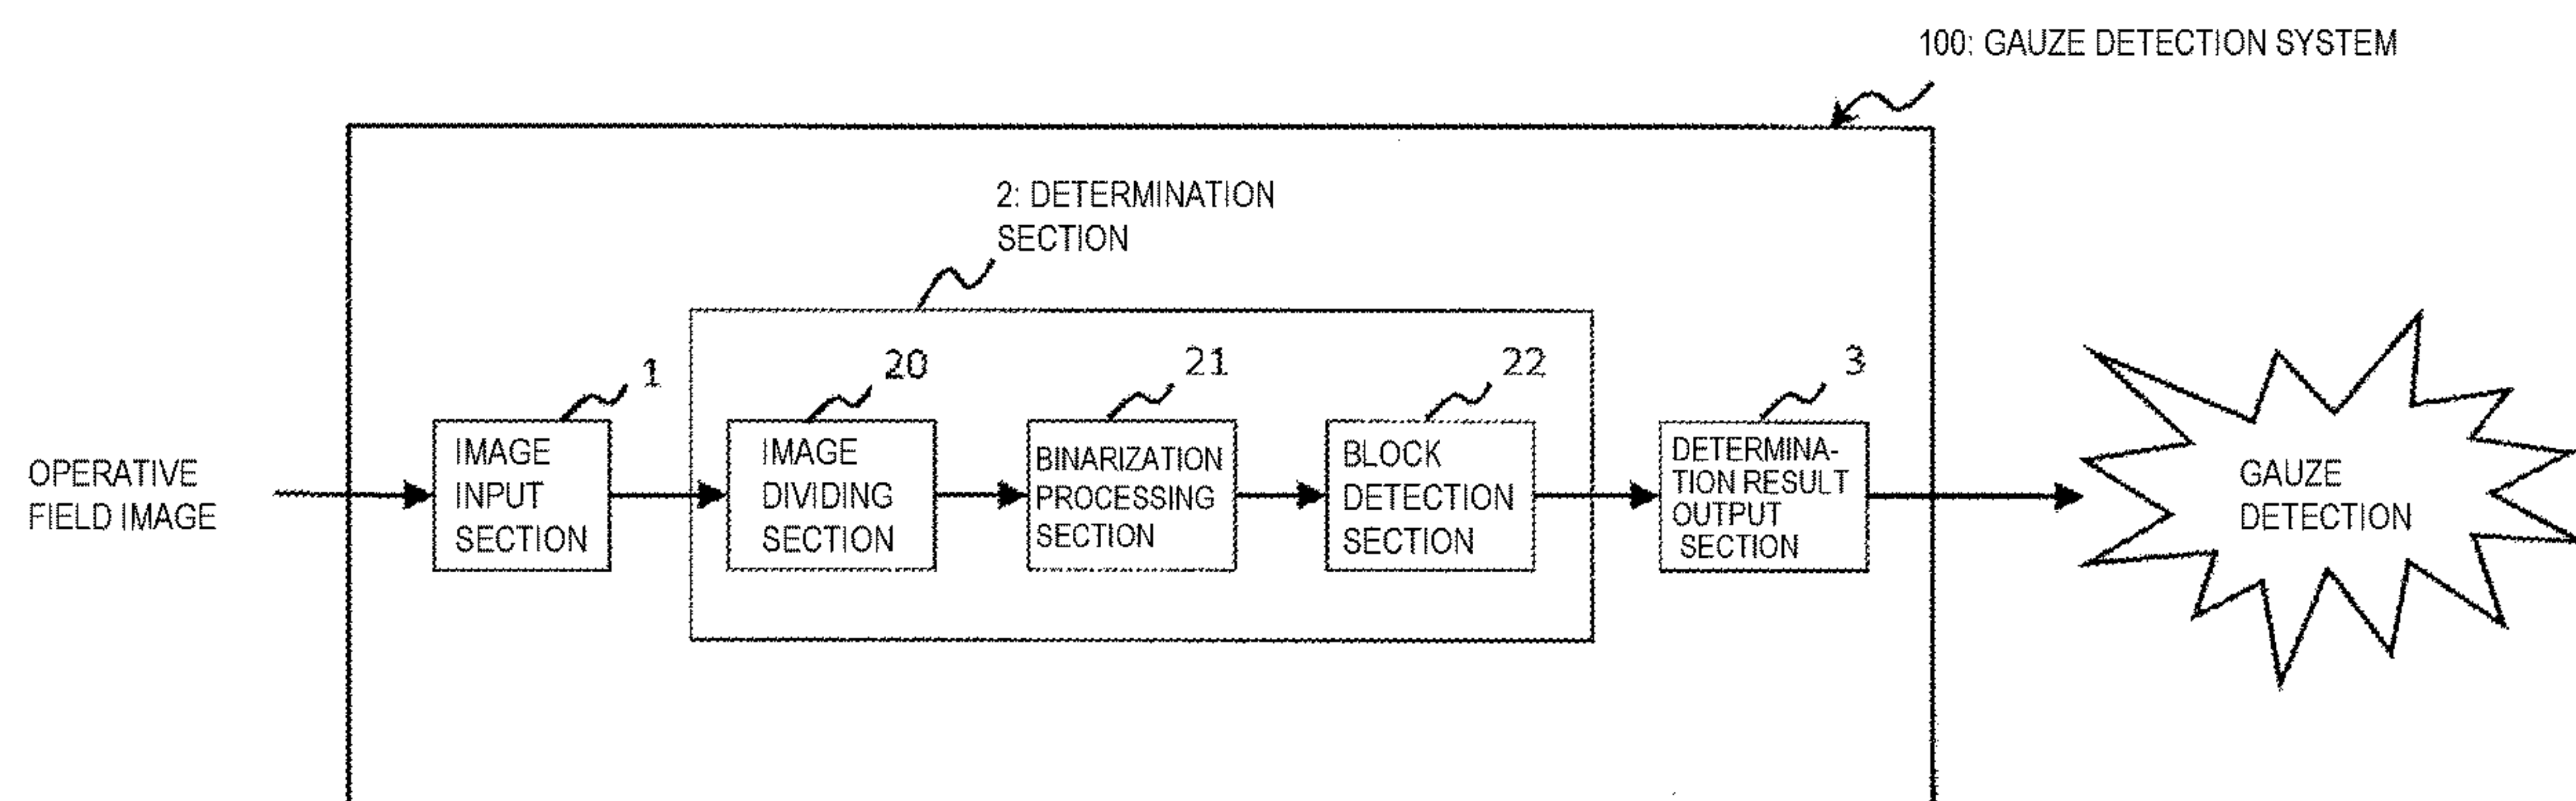 100: GAUZE DETECTION SYSTEM
2: DETERMINATION
SECTION
1
20
21
22
3
OPERATIVE
FIELD IMAGE
IMAGE
INPUT
SECTION
IMAGE
DIVIDING
SECTION
BINARIZATION
PROCESSING
SECTION
BLOCK
DETECTION
SECTION
DETERMINA-
TION RESULT
OUTPUT
SECTION
GAUZE
DETECTION